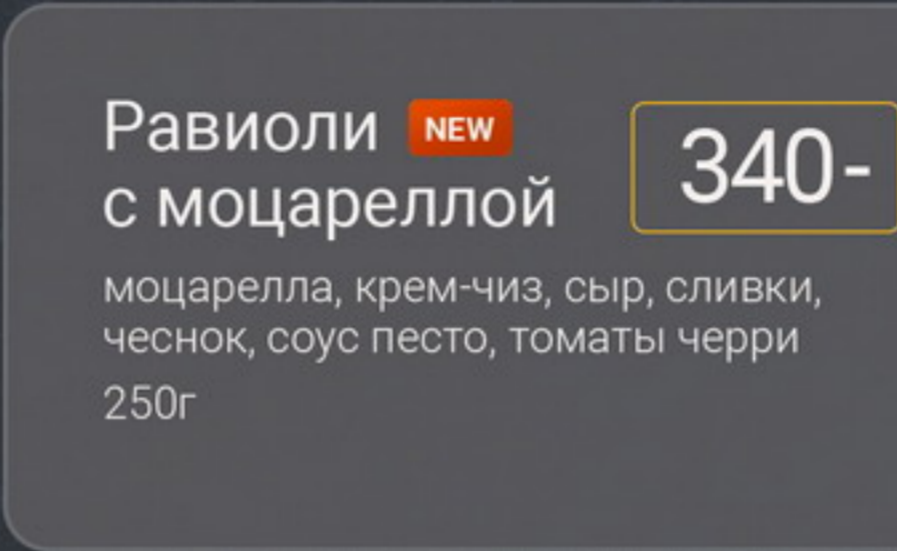 Равиоли NEW
с моцареллой
340-
моцарелла, крем-чиз, сыр, сливки,
чеснок, соус песто, томаты черри
250г